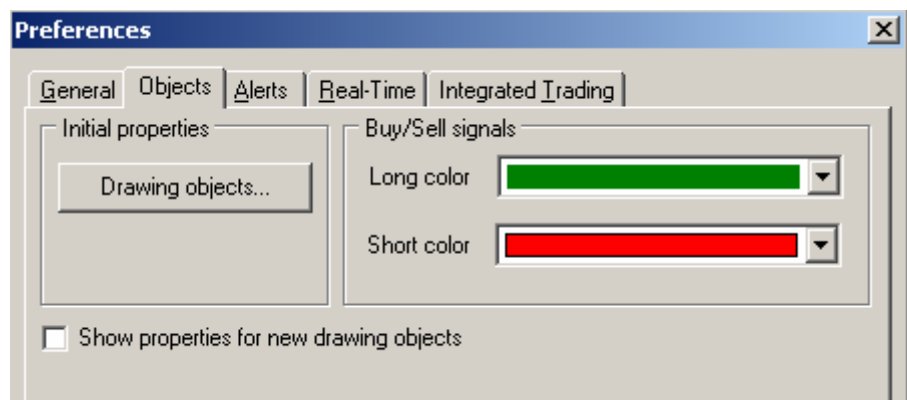 Preferences
General Objects Alerts Real-Time Integrated Trading
Initial properties
Drawing objects...
Buy/Sell signals
Long color
Short color
Show properties for new drawing objects